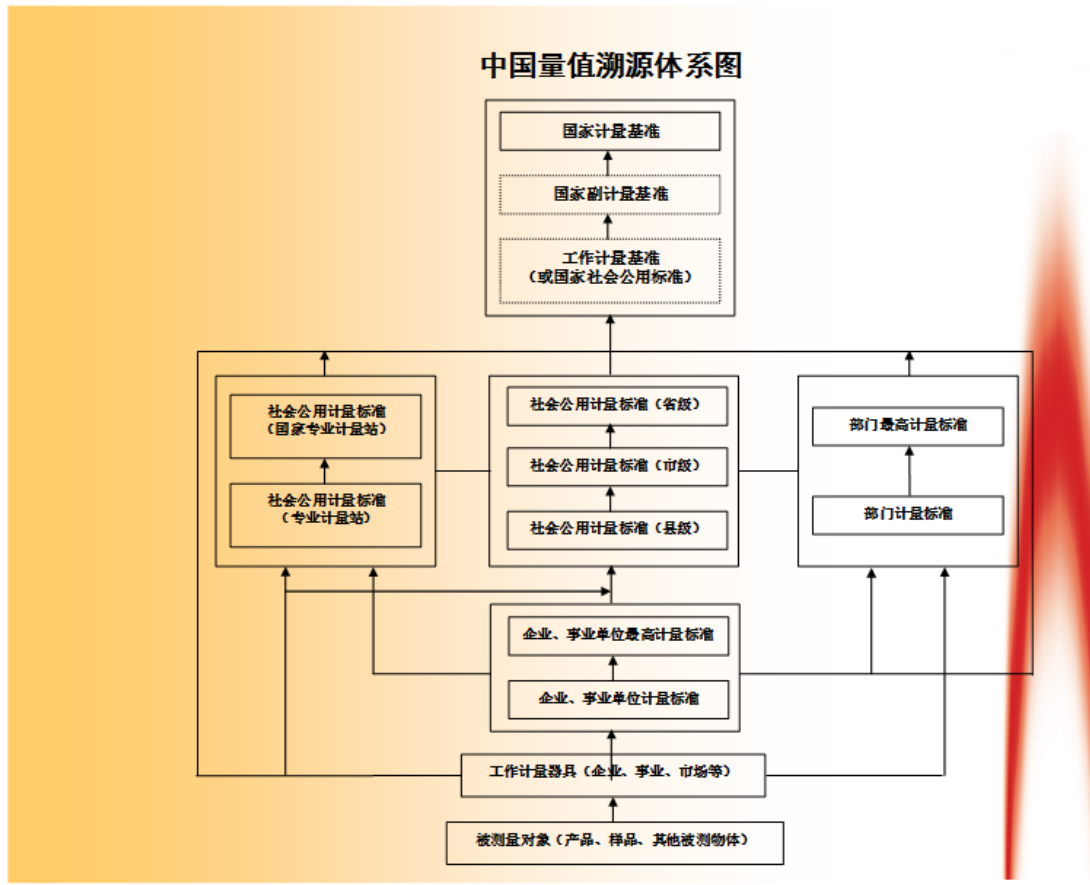 中国量值溯源体系图
国家计量基准
国家副计量基准
工作计量基准
（或国家社会公用标准）
社会公用计量标准
（国家专业计量站）
社会公用计量标准
（专业计量站）
社会公用计量标准（省级）
社会公用计量标准（市级）
社会公用计量标准（县级）
部门最高计量标准
部门计量标准
企业、事业单位最高计量标准
企业、事业单位计量标准
工作计量器具（企业、事业、市场等）
被测量对象（产品、样品、其他被测物体）